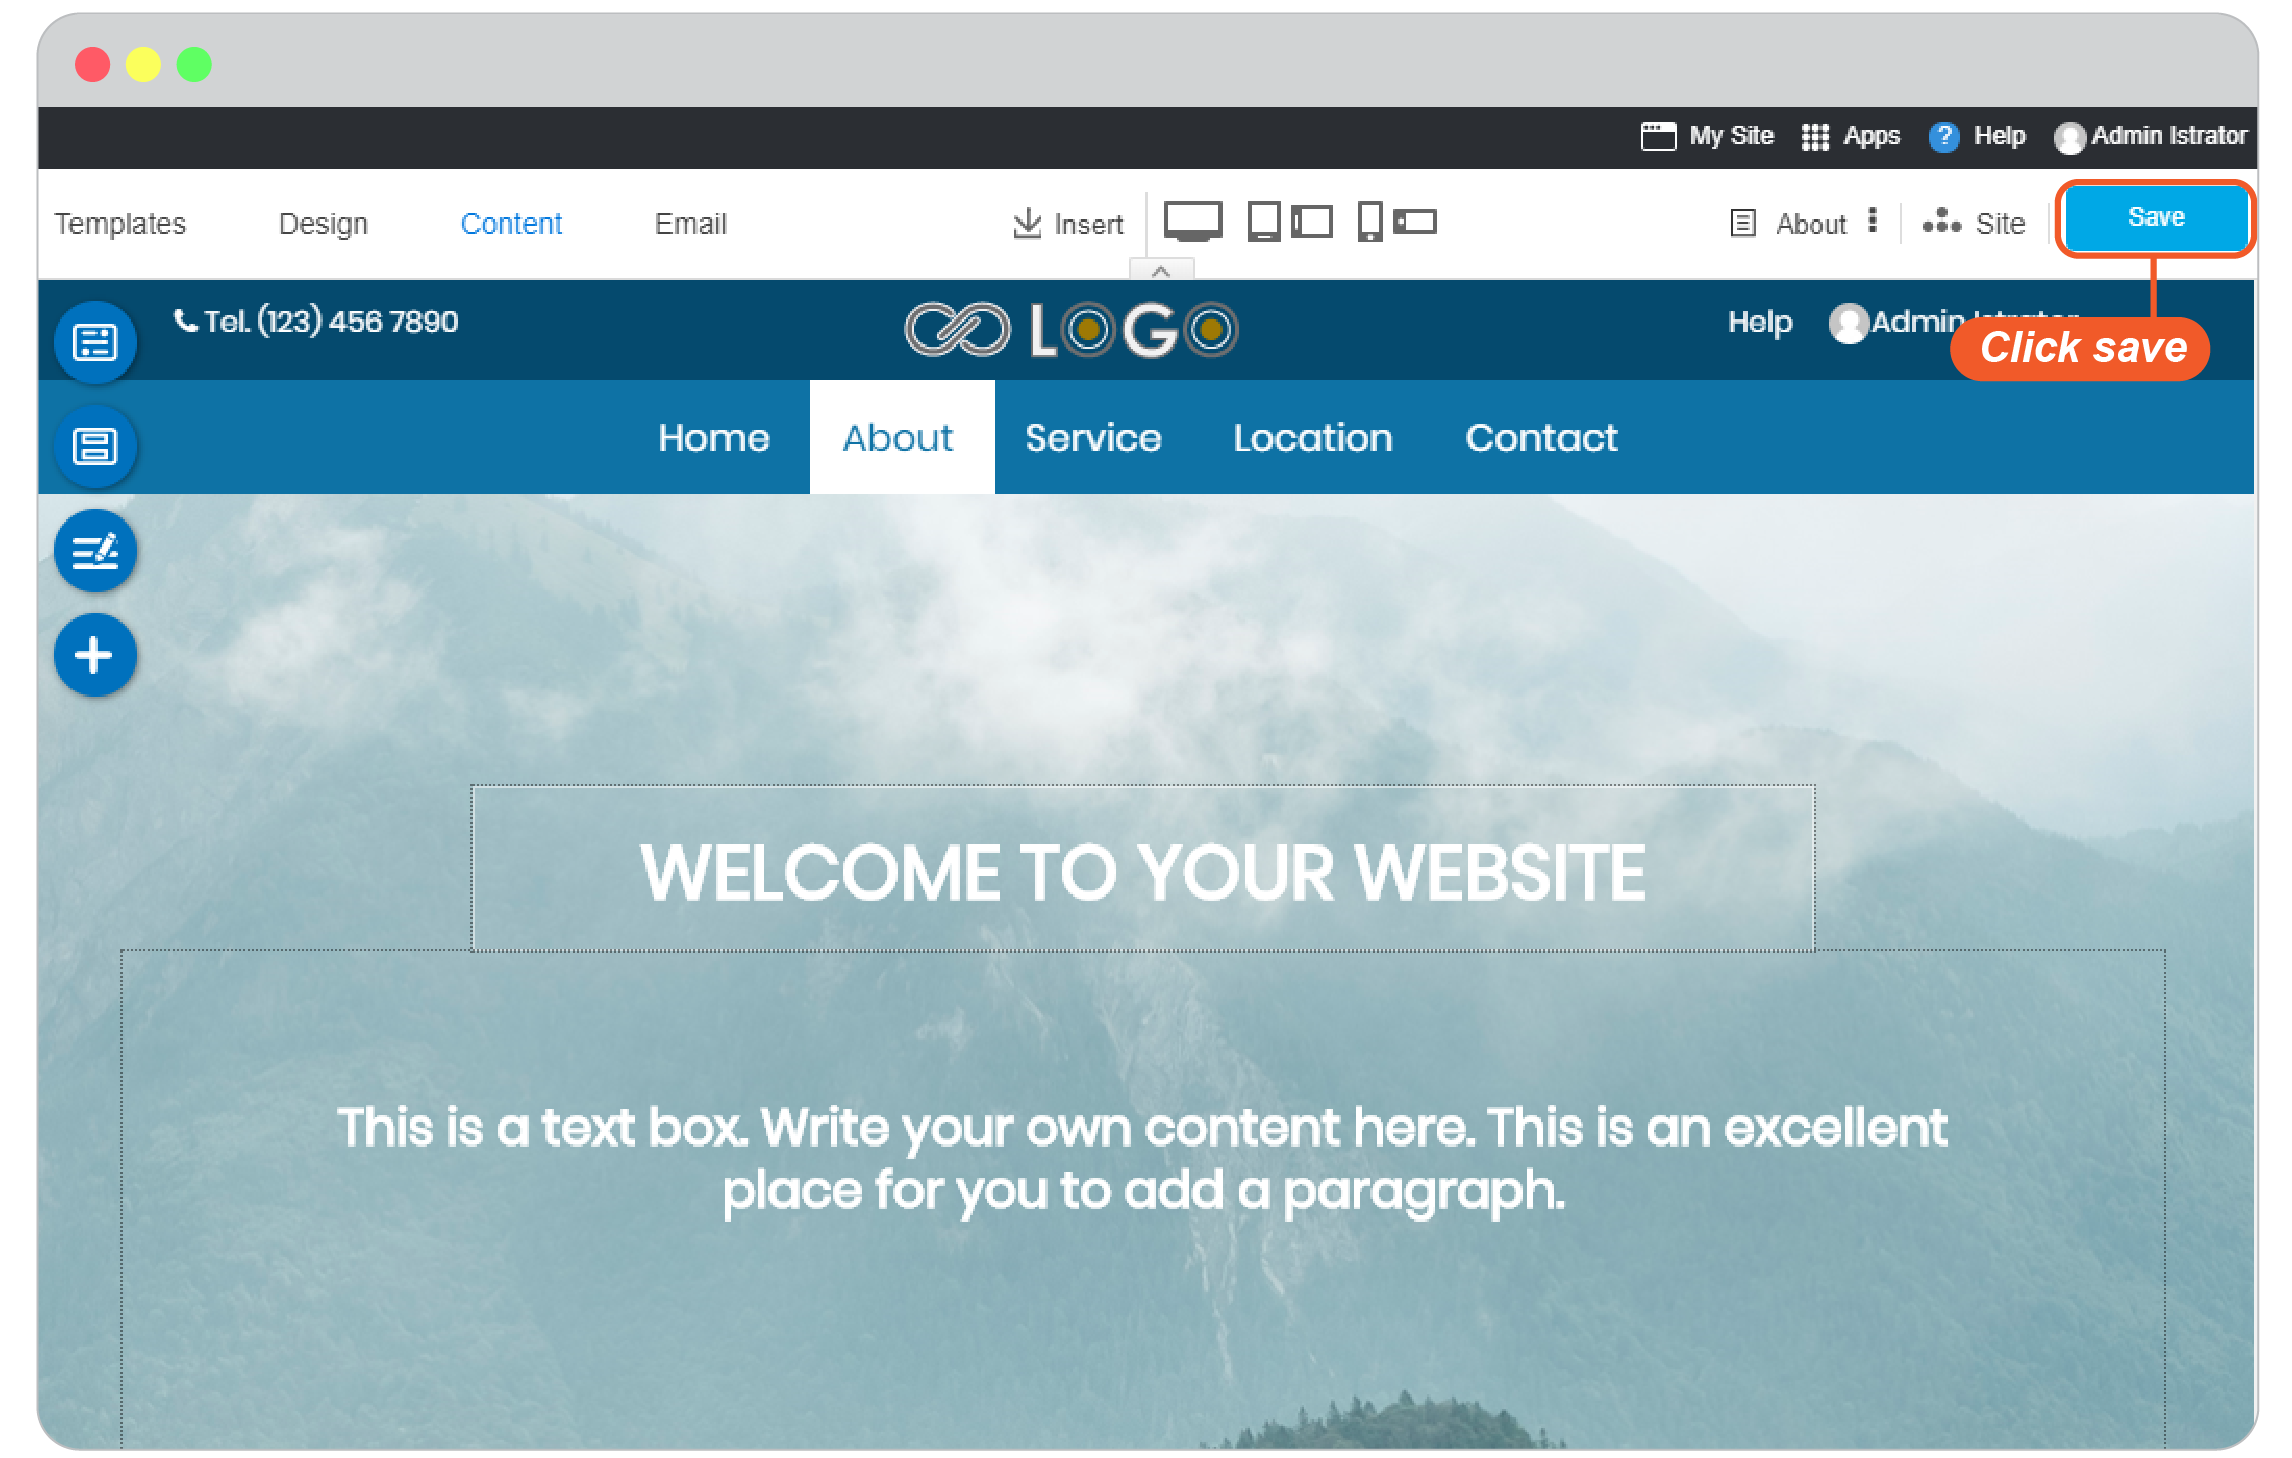 My Site Apps ? Help Admin Istrator
Templates Design Content Email Insert About Site Save
Tel. (123) 456 7890 LOGO Help Admin
Click save
Home About Service Location Contact
WELCOME TO YOUR WEBSITE
This is a text box. Write your own content here. This is an excellent
place for you to add a paragraph.